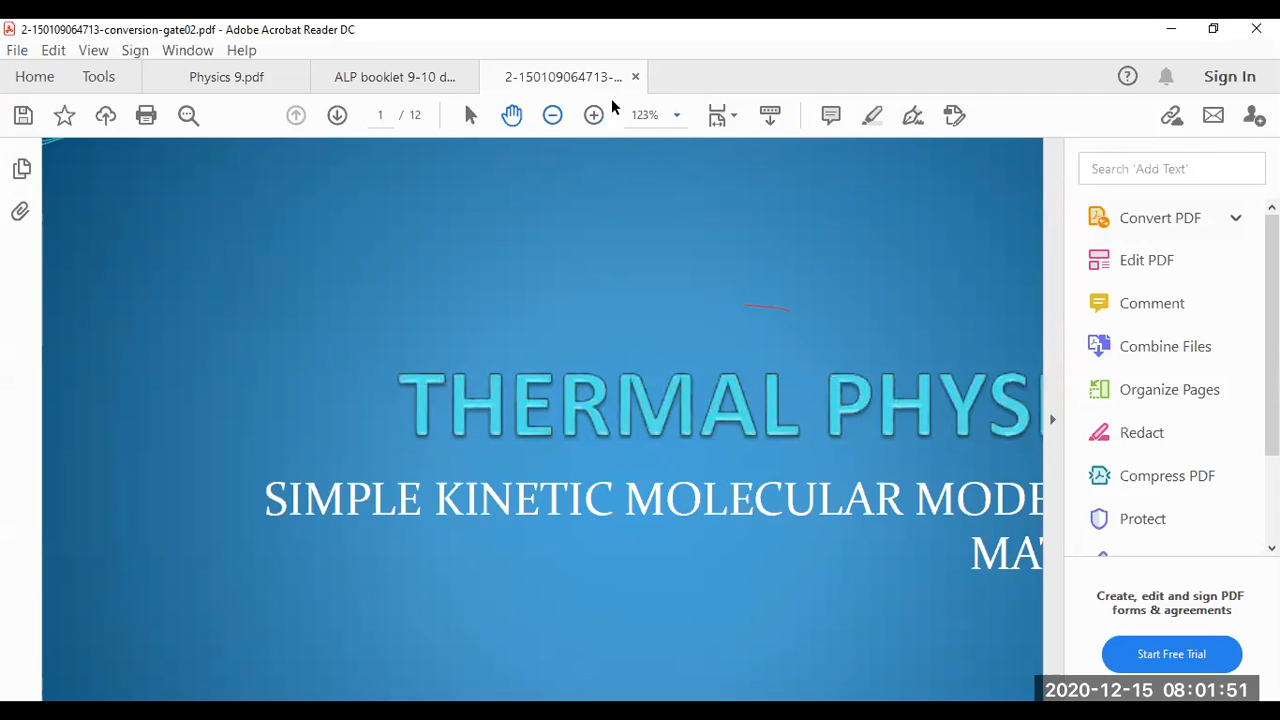 2-150109064713-conversion-gate02.pdf - Adobe Acrobat Reader DC
File Edit View Sign Window Help
Home Tools Physics 9.pdf ALP booklet 9-10 d... 2-150109064713-... × Sign In
1 / 12 123%
Search 'Add Text'
Convert PDF
Edit PDF
Comment
Combine Files
Organize Pages
Redact
Compress PDF
Protect
THERMAL PHYSI
SIMPLE KINETIC MOLECULAR MODE
MAT
Create, edit and sign PDF
forms & agreements
Start Free Trial
2020-12-15 08:01:51